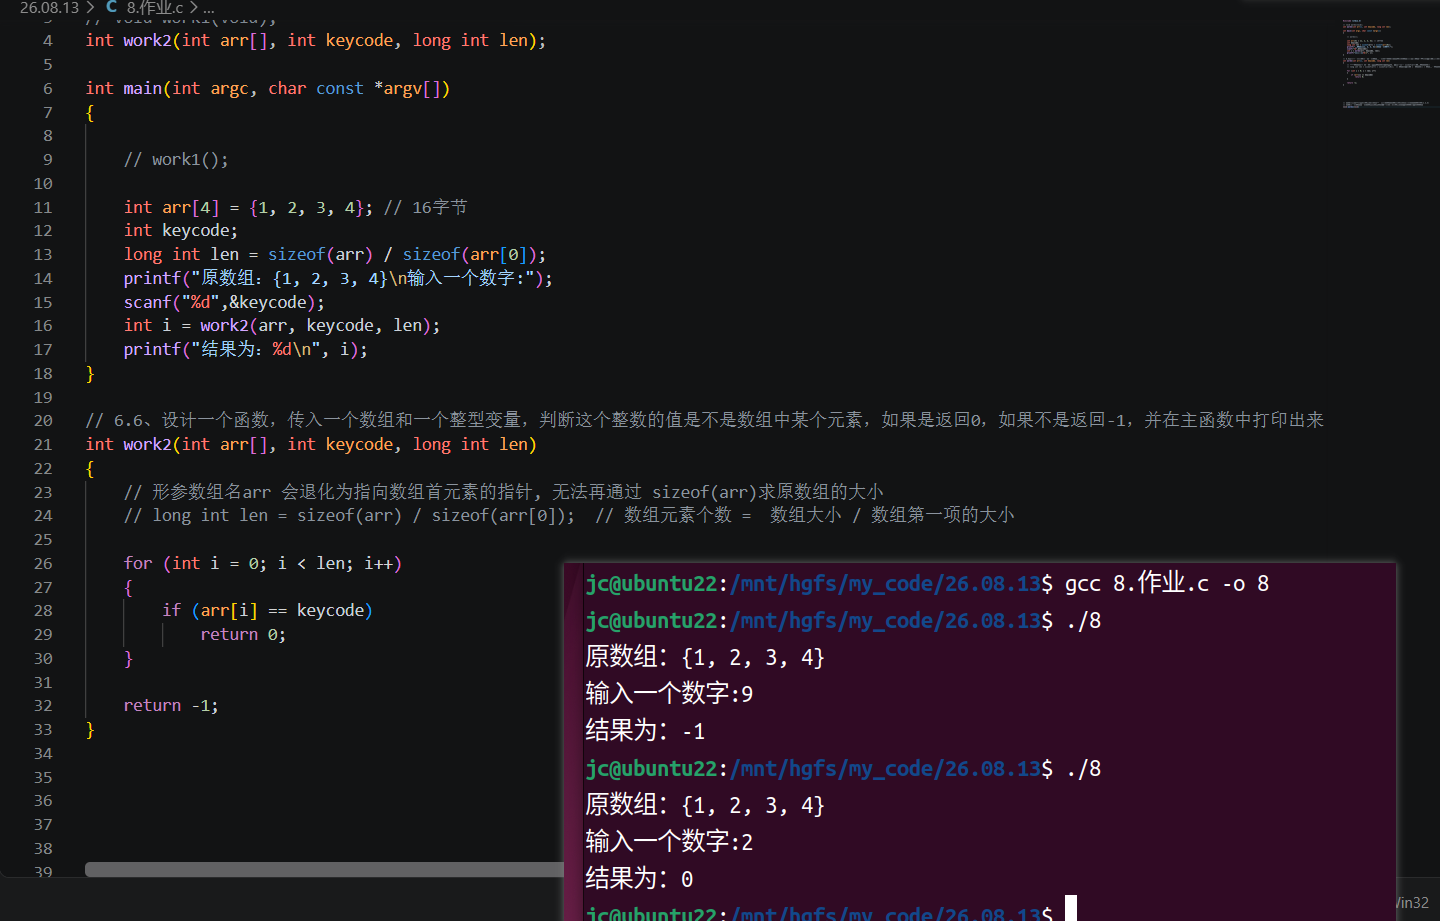 26.08.13 > C 8.作业.c > ...
3 // void work1(void);
4 int work2(int arr[], int keycode, long int len);
5
6 int main(int argc, char const *argv[])
7 {
8
9 // work1();
10
11 int arr[4] = {1, 2, 3, 4}; // 16字节
12 int keycode;
13 long int len = sizeof(arr) / sizeof(arr[0]);
14 printf("原数组：{1, 2, 3, 4}\n输入一个数字:");
15 scanf("%d",&keycode);
16 int i = work2(arr, keycode, len);
17 printf("结果为：%d\n", i);
18 }
19
20 // 6.6、设计一个函数，传入一个数组和一个整型变量，判断这个整数的值是不是数组中某个元素，如果是返回0，如果不是返回-1，并在主函数中打印出来
21 int work2(int arr[], int keycode, long int len)
22 {
23 // 形参数组名arr 会退化为指向数组首元素的指针，无法再通过 sizeof(arr)求原数组的大小
24 // long int len = sizeof(arr) / sizeof(arr[0]); // 数组元素个数 = 数组大小 / 数组第一项的大小
25
26 for (int i = 0; i < len; i++)
27 {
28 if (arr[i] == keycode)
29 return 0;
30 }
31
32 return -1;
33 }
34
35
36
37
38
39
jc@ubuntu22:/mnt/hgfs/my_code/26.08.13$ gcc 8.作业.c -o 8
jc@ubuntu22:/mnt/hgfs/my_code/26.08.13$ ./8
原数组：{1, 2, 3, 4}
输入一个数字:9
结果为：-1
jc@ubuntu22:/mnt/hgfs/my_code/26.08.13$ ./8
原数组：{1, 2, 3, 4}
输入一个数字:2
结果为：0
jc@ubuntu22:/mnt/hgfs/my_code/26.08.13$
Win32